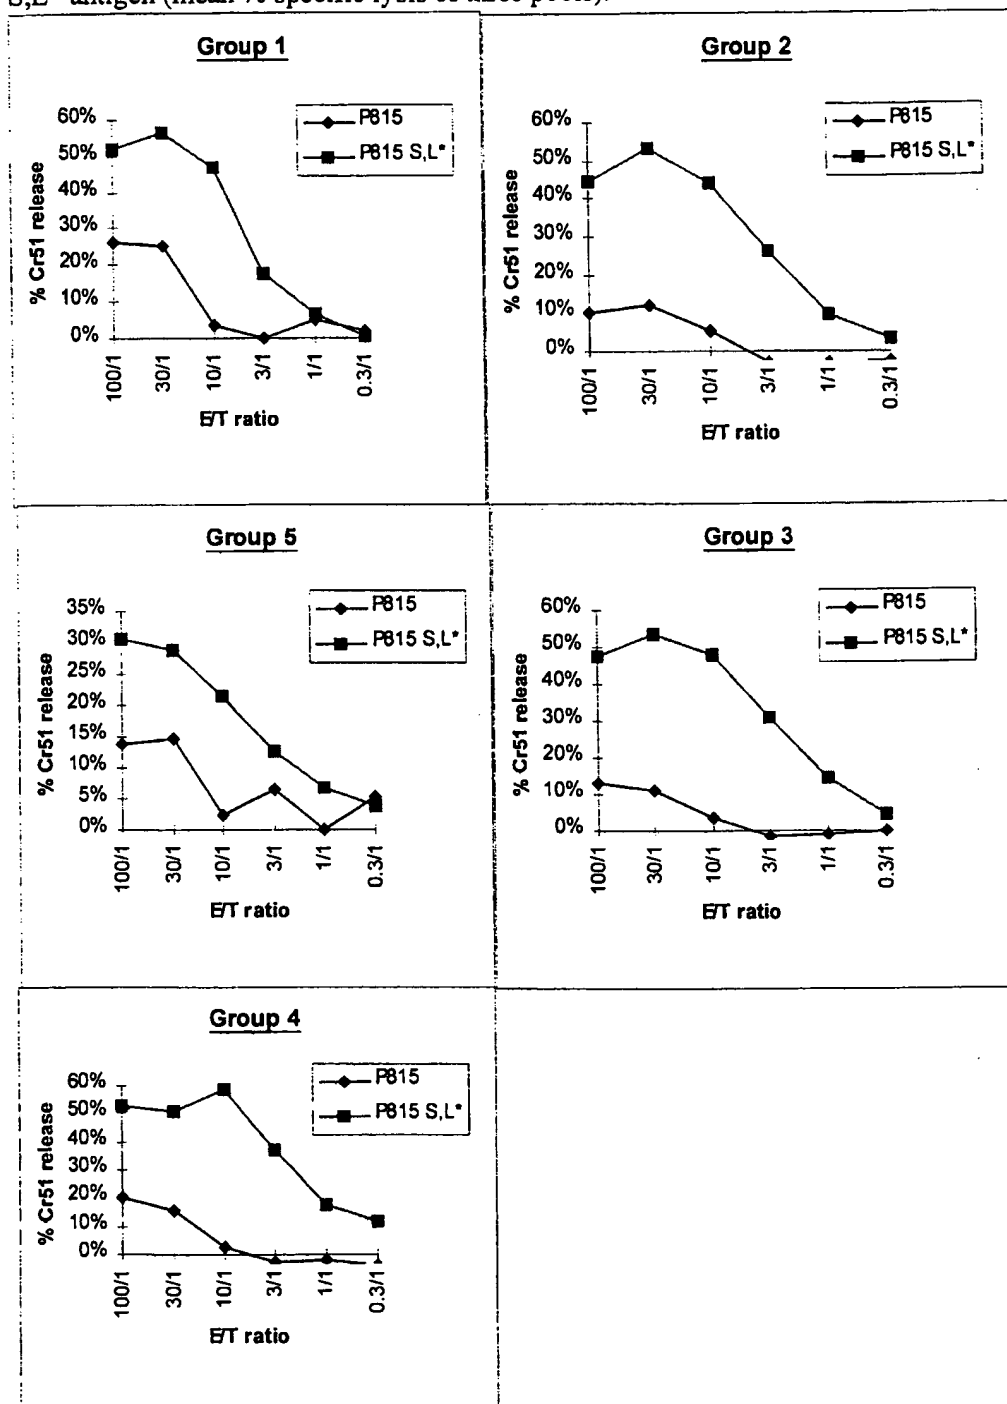 S,L* antigen (mean % specific lysis of three pools).
Group 1
P815
P815 S,L*
60%
50%
40%
30%
20%
10%
0%
% Cr51 release
100/1
30/1
10/1
3/1
1/1
0.3/1
E/T ratio
Group 2
P815
P815 S,L*
60%
50%
40%
30%
20%
10%
0%
% Cr51 release
100/1
30/1
10/1
3/1
1/1
0.3/1
E/T ratio
Group 5
P815
P815 S,L*
35%
30%
25%
20%
15%
10%
5%
0%
% Cr51 release
100/1
30/1
10/1
3/1
1/1
0.3/1
E/T ratio
Group 3
P815
P815 S,L*
60%
50%
40%
30%
20%
10%
0%
% Cr51 release
100/1
30/1
10/1
3/1
1/1
0.3/1
E/T ratio
Group 4
P815
P815 S,L*
60%
50%
40%
30%
20%
10%
0%
% Cr51 release
100/1
30/1
10/1
3/1
1/1
0.3/1
E/T ratio